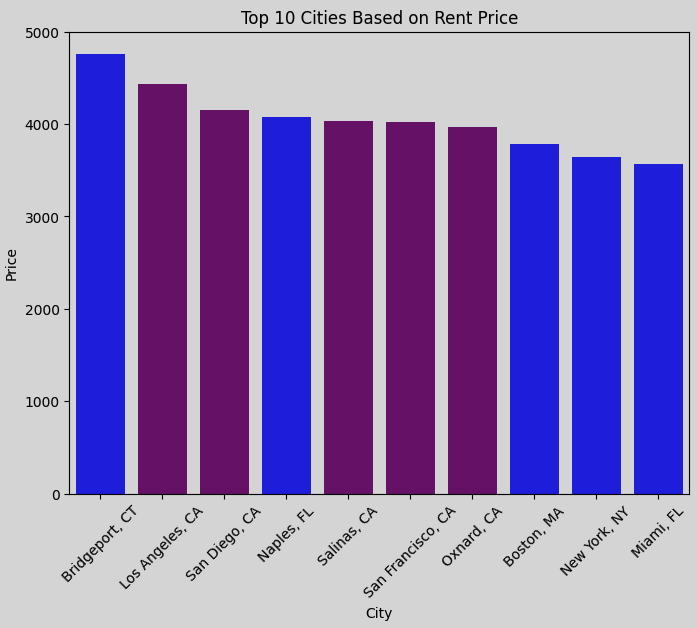 Top 10 Cities Based on Rent Price
5000
4000
3000
2000
1000
0
Price
Bridgeport, CT
Los Angeles, CA
San Diego, CA
Naples, FL
Salinas, CA
San Francisco, CA
Oxnard, CA
Boston, MA
New York, NY
Miami, FL
City